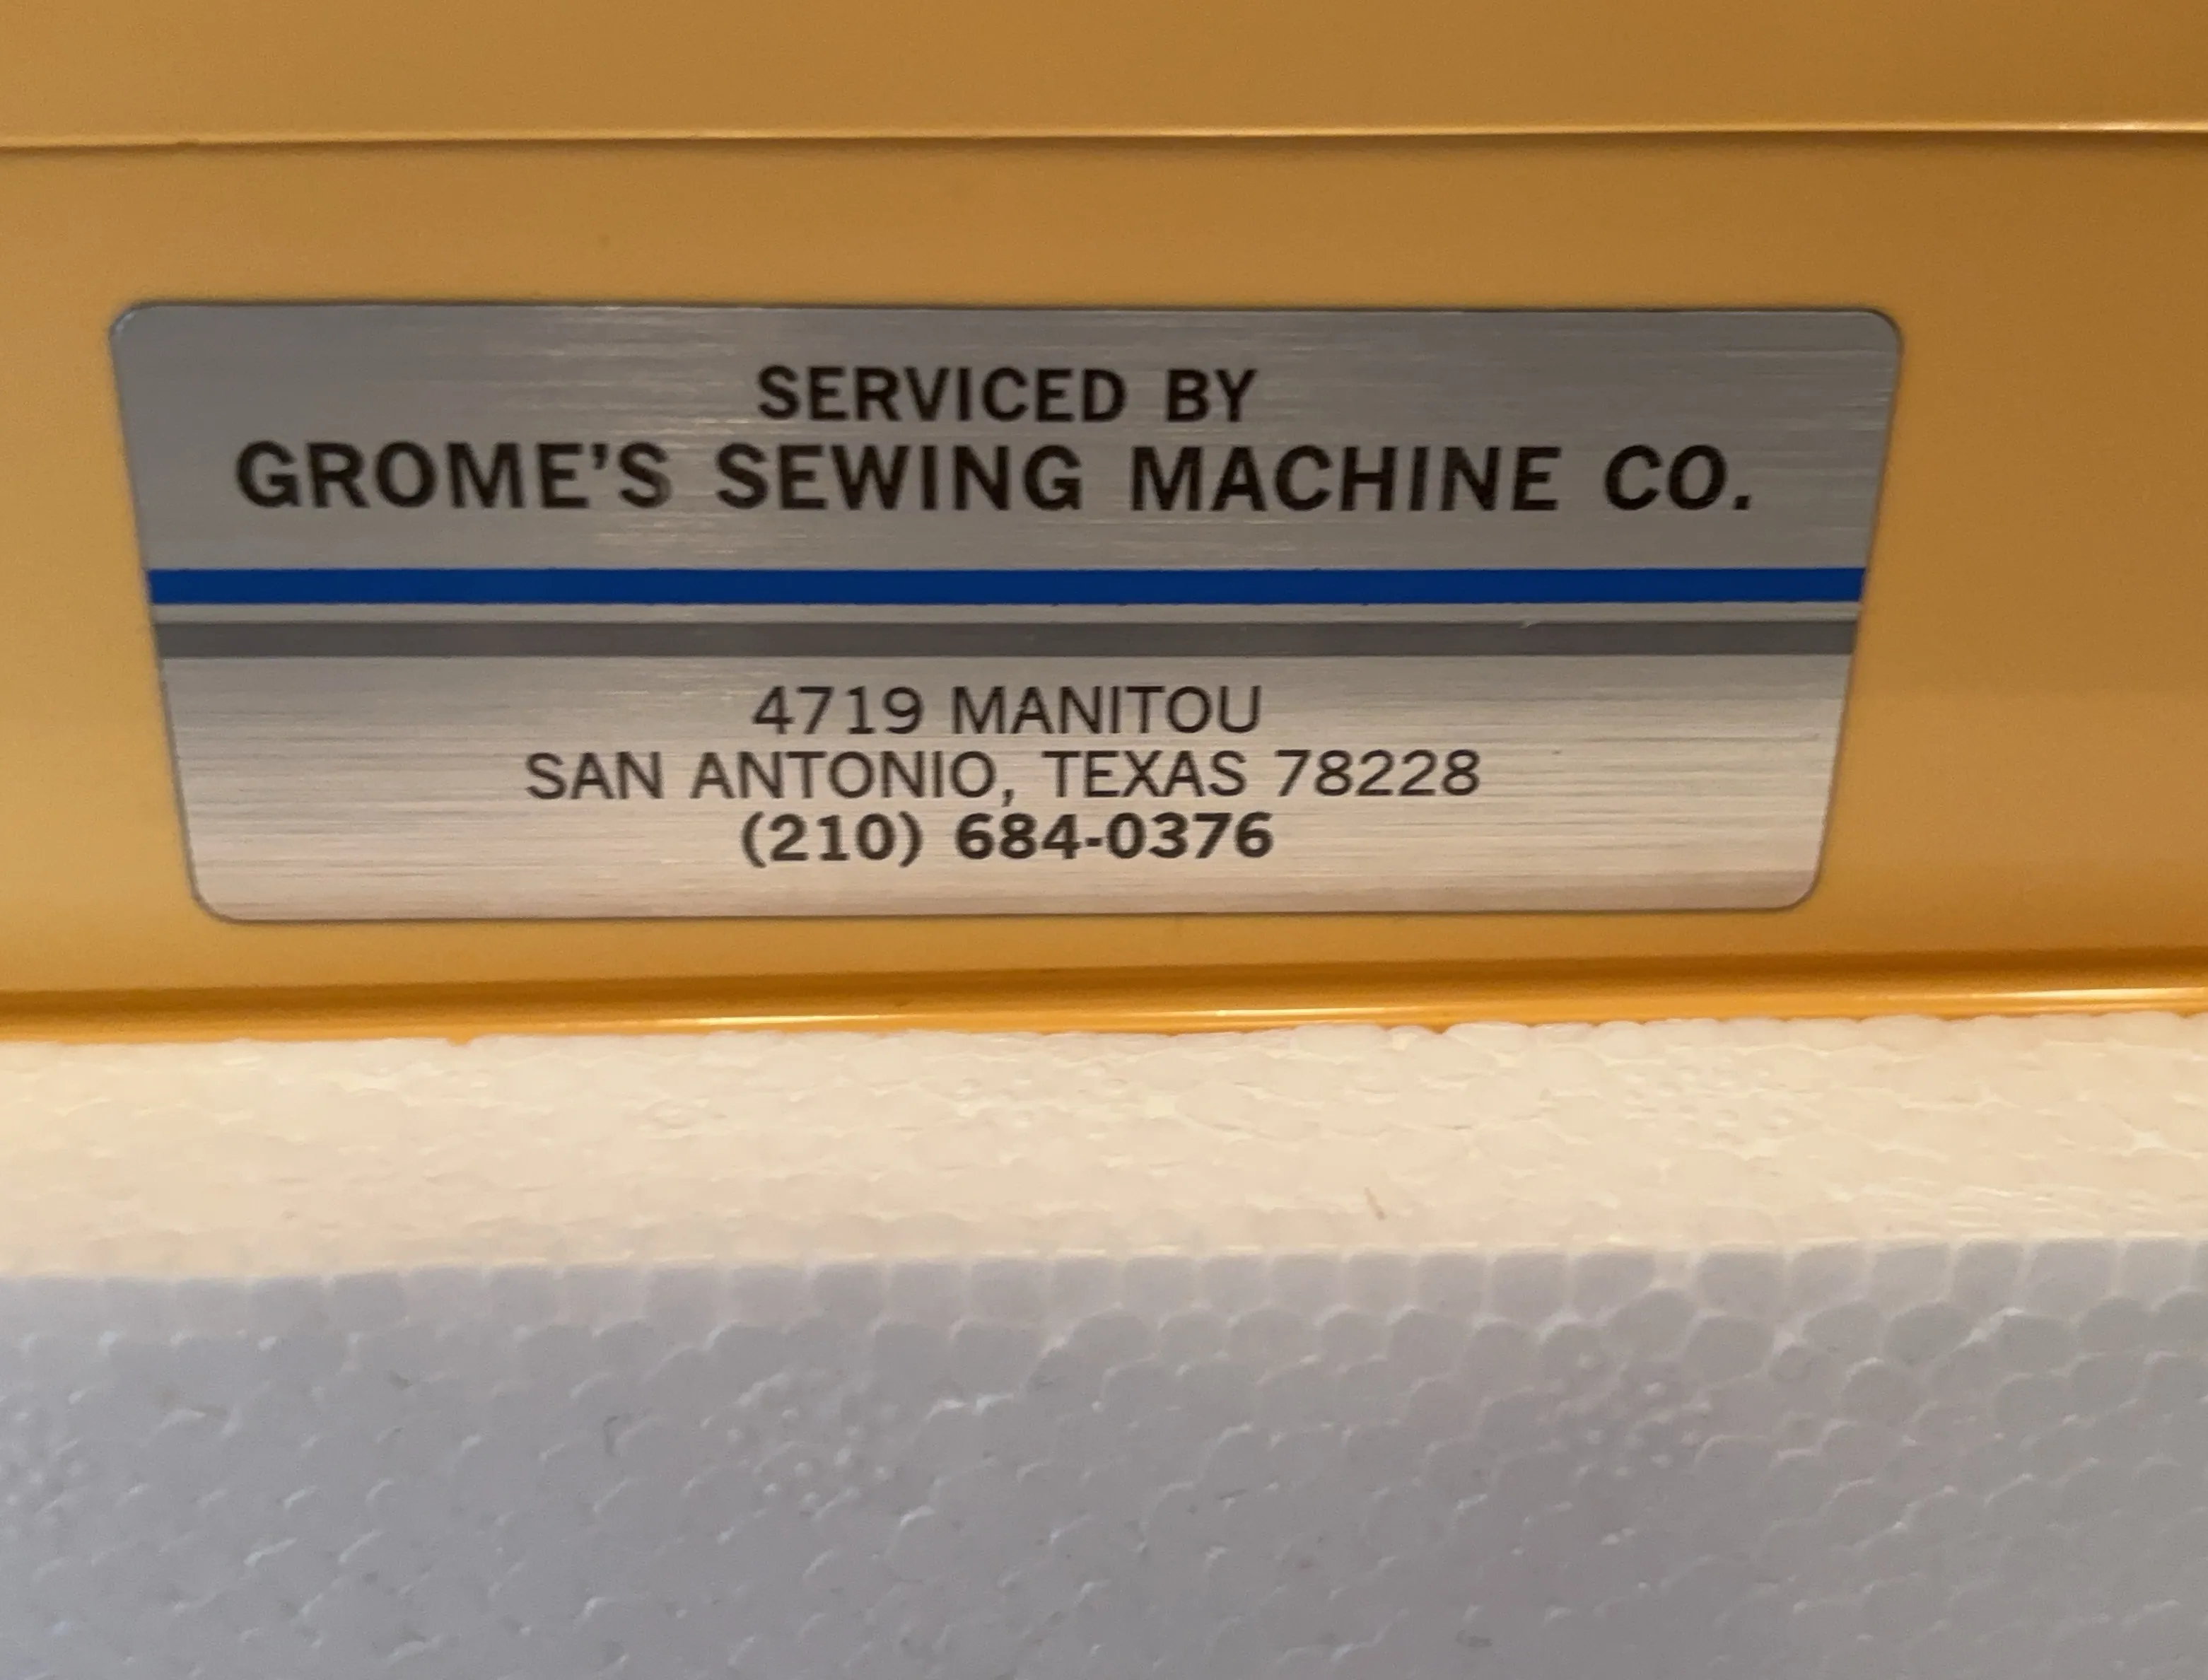 SERVICED BY
GROME'S SEWING MACHINE CO.
4719 MANITOU
SAN ANTONIO, TEXAS 78228
(210) 684-0376